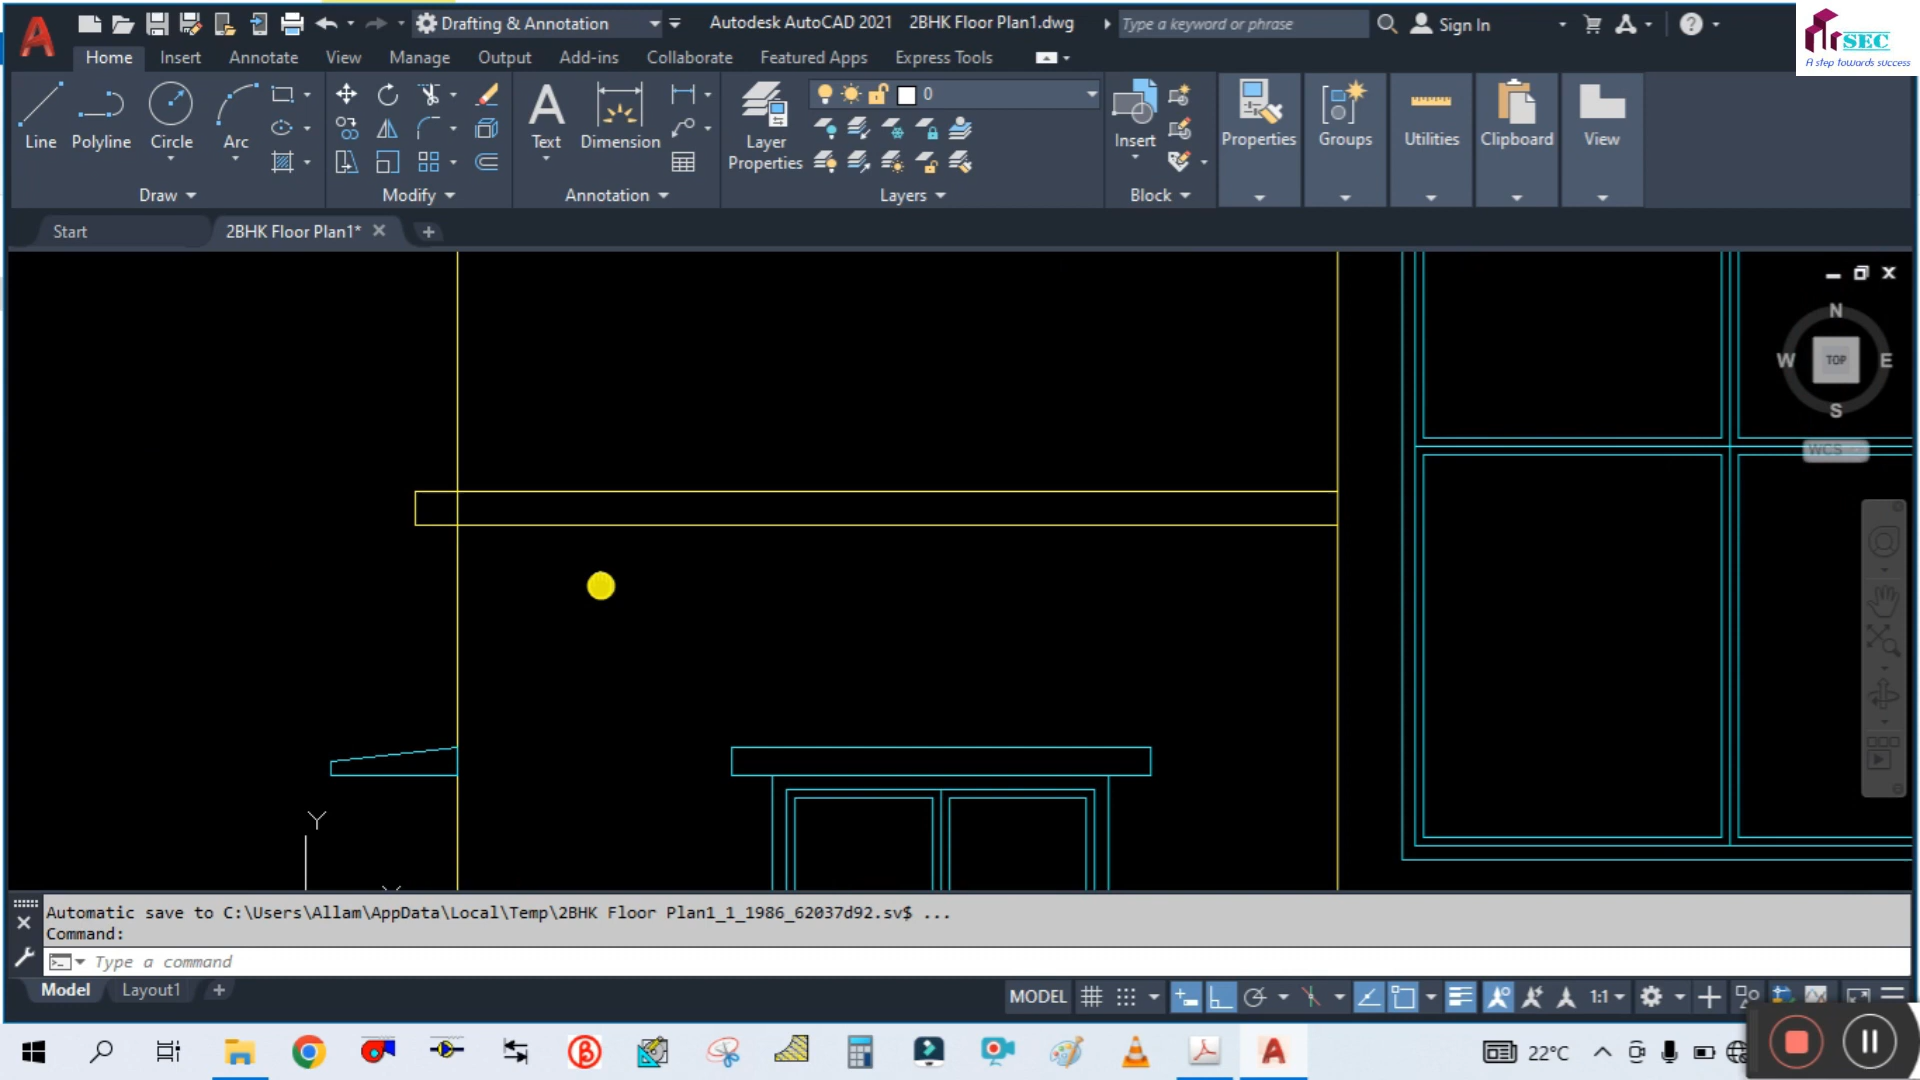 Drafting & Annotation
Autodesk AutoCAD 2021 2BHK Floor Plan1.dwg
Type a keyword or phrase
Sign In
SEC
A step towards success
Home Insert Annotate View Manage Output Add-ins Collaborate Featured Apps Express Tools
0
Line Polyline Circle Arc
Text Dimension
Layer
Properties
Insert
Properties Groups Utilities Clipboard View
Draw Modify Annotation Layers Block
Start 2BHK Floor Plan1*
N
W TOP E
S
WCS
Y
Automatic save to C:\Users\Allam\AppData\Local\Temp\2BHK Floor Plan1_1_1986_62037d92.sv$ ...
Command:
Type a command
Model Layout1
MODEL 1:1
22°C